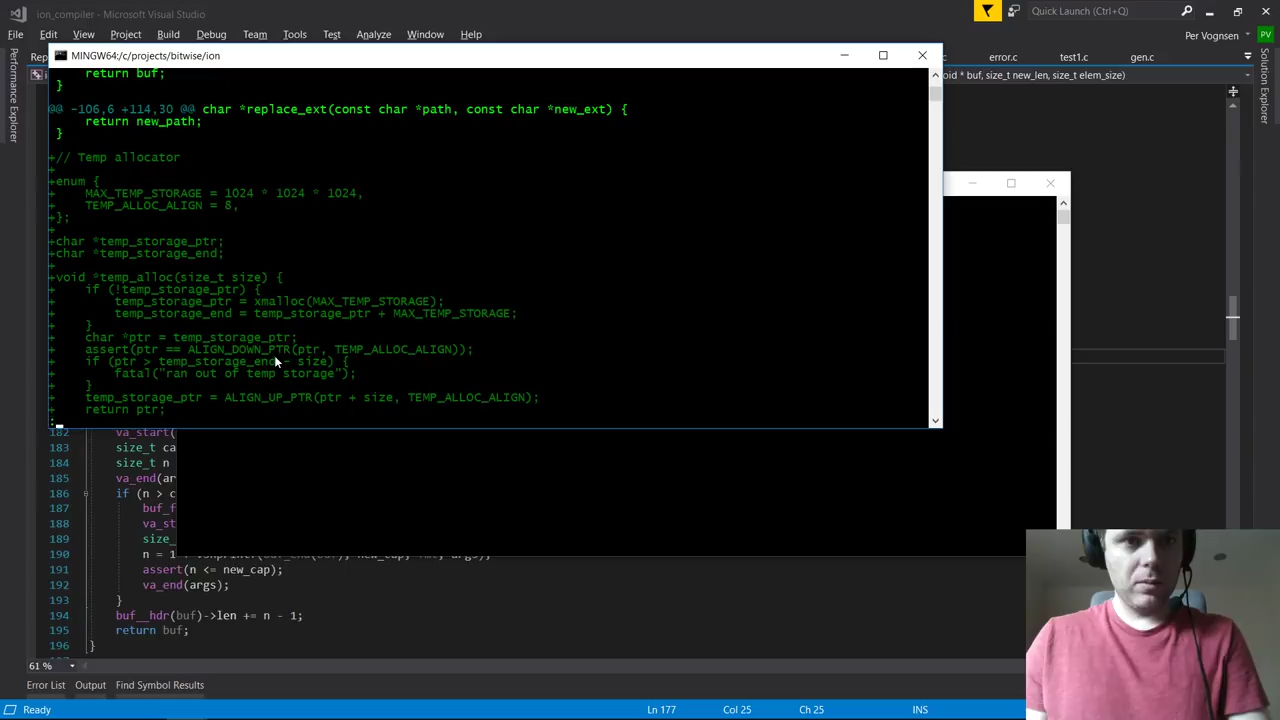 ion_compiler - Microsoft Visual Studio
Quick Launch (Ctrl+Q)
File Edit View Project Build Debug Team Tools Test Analyze Window Help
Per Vognsen
PV
MINGW64:/c/projects/bitwise/ion
error.c test1.c gen.c
void * buf, size_t new_len, size_t elem_size)
Performance Explorer
Solution Explorer
return buf;
}
@@ -106,6 +114,30 @@ char *replace_ext(const char *path, const char *new_ext) {
return new_path;
}
+// Temp allocator
+
+enum {
+    MAX_TEMP_STORAGE = 1024 * 1024 * 1024,
+    TEMP_ALLOC_ALIGN = 8,
+};
+
+char *temp_storage_ptr;
+char *temp_storage_end;
+
+void *temp_alloc(size_t size) {
+    if (!temp_storage_ptr) {
+        temp_storage_ptr = xmalloc(MAX_TEMP_STORAGE);
+        temp_storage_end = temp_storage_ptr + MAX_TEMP_STORAGE;
+    }
+    char *ptr = temp_storage_ptr;
+    assert(ptr == ALIGN_DOWN_PTR(ptr, TEMP_ALLOC_ALIGN));
+    if (ptr > temp_storage_end - size) {
+        fatal("ran out of temp storage");
+    }
+    temp_storage_ptr = ALIGN_UP_PTR(ptr + size, TEMP_ALLOC_ALIGN);
+    return ptr;
:
182 va_start(
183 size_t ca
184 size_t n
185 va_end(ar
186 if (n > c
187 buf_f
188 va_st
189 size_
190 n = 1
191 assert(n <= new_cap);
192 va_end(args);
193 }
194 buf__hdr(buf)->len += n - 1;
195 return buf;
196 }
61 %
Error List Output Find Symbol Results
Ready
Ln 177 Col 25 Ch 25 INS